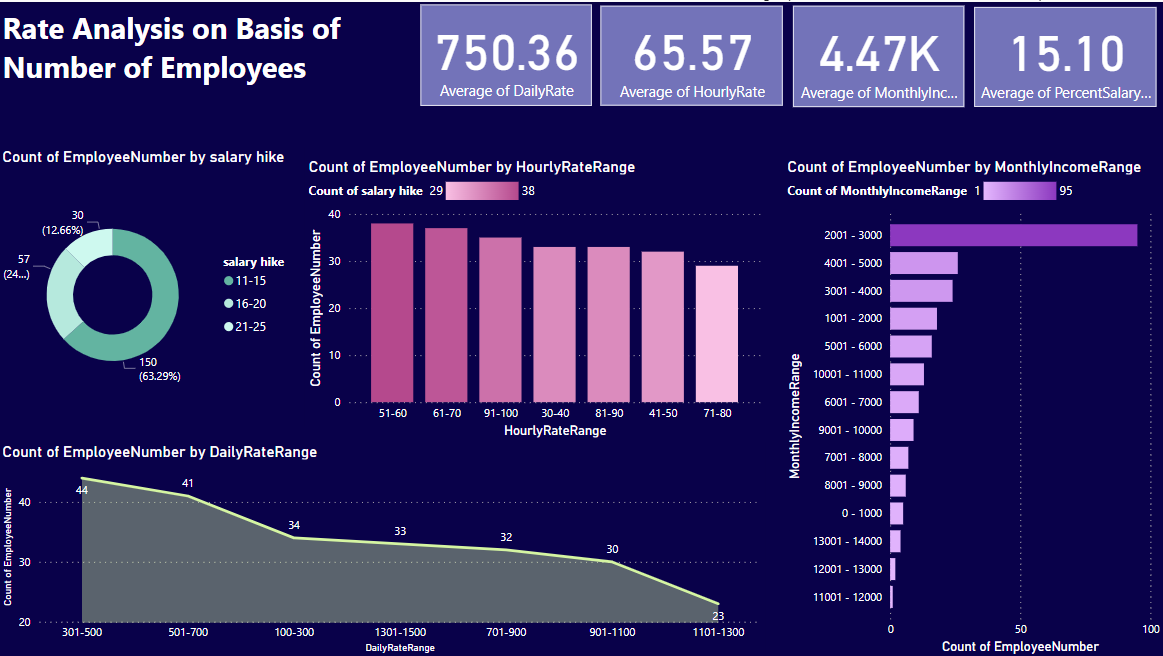 Rate Analysis on Basis of
Number of Employees
750.36
Average of DailyRate
65.57
Average of HourlyRate
4.47K
Average of MonthlyInc...
15.10
Average of PercentSalary...
Count of EmployeeNumber by salary hike
30
(12.66%)
57
(24...)
150
(63.29%)
salary hike
11-15
16-20
21-25
Count of EmployeeNumber by HourlyRateRange
Count of salary hike 29 38
Count of EmployeeNumber
40
30
20
10
0
51-60 61-70 91-100 30-40 81-90 41-50 71-80
HourlyRateRange
Count of EmployeeNumber by MonthlyIncomeRange
Count of MonthlyIncomeRange 1 95
MonthlyIncomeRange
2001 - 3000
4001 - 5000
3001 - 4000
1001 - 2000
5001 - 6000
10001 - 11000
6001 - 7000
9001 - 10000
7001 - 8000
8001 - 9000
0 - 1000
13001 - 14000
12001 - 13000
11001 - 12000
0 50 100
Count of EmployeeNumber
Count of EmployeeNumber by DailyRateRange
Count of EmployeeNumber
40
30
20
44 41 34 33 32 30 23
301-500 501-700 100-300 1301-1500 701-900 901-1100 1101-1300
DailyRateRange